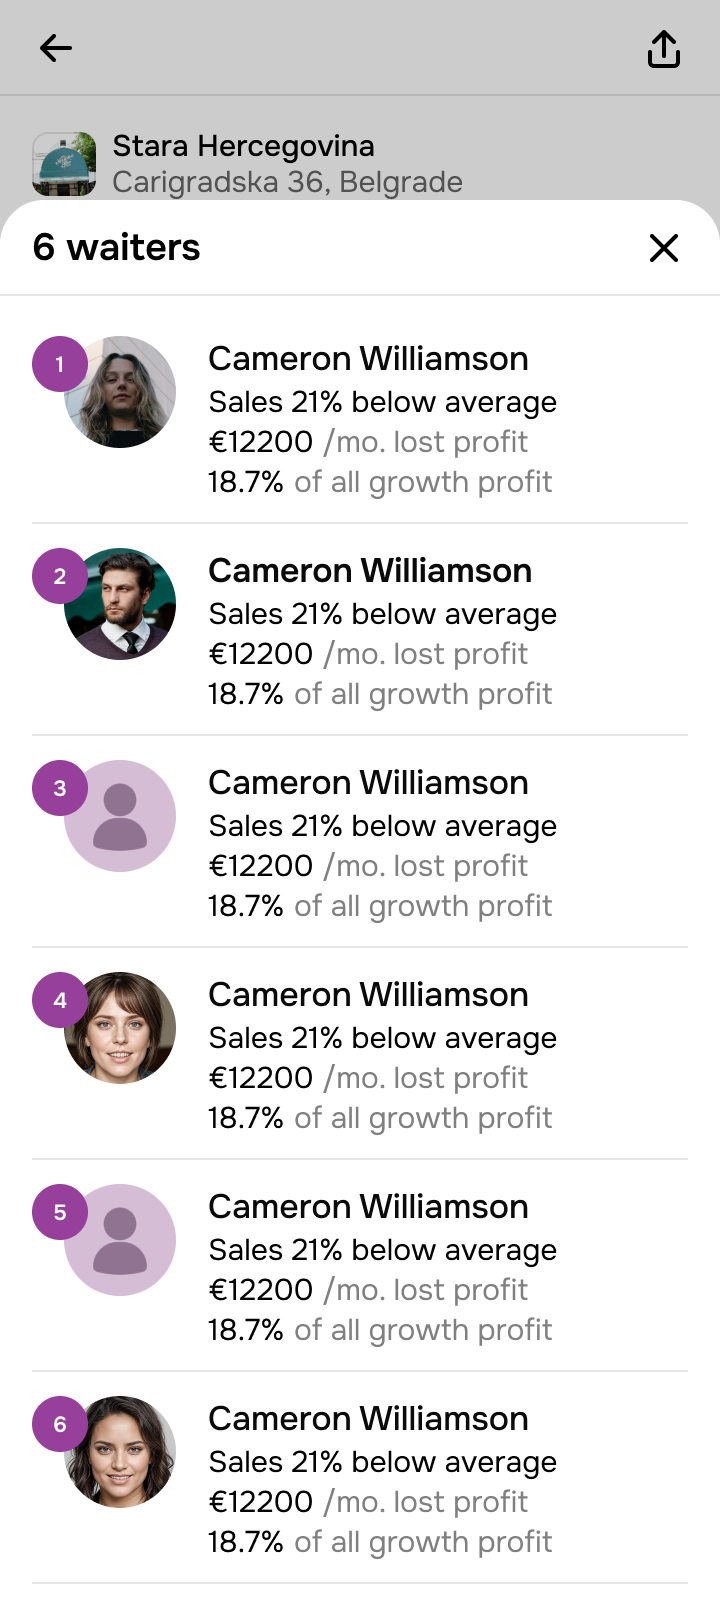 Stara Hercegovina
Carigradska 36, Belgrade
6 waiters
1
Cameron Williamson
Sales 21% below average
€12200 /mo. lost profit
18.7% of all growth profit
2
Cameron Williamson
Sales 21% below average
€12200 /mo. lost profit
18.7% of all growth profit
3
Cameron Williamson
Sales 21% below average
€12200 /mo. lost profit
18.7% of all growth profit
4
Cameron Williamson
Sales 21% below average
€12200 /mo. lost profit
18.7% of all growth profit
5
Cameron Williamson
Sales 21% below average
€12200 /mo. lost profit
18.7% of all growth profit
6
Cameron Williamson
Sales 21% below average
€12200 /mo. lost profit
18.7% of all growth profit